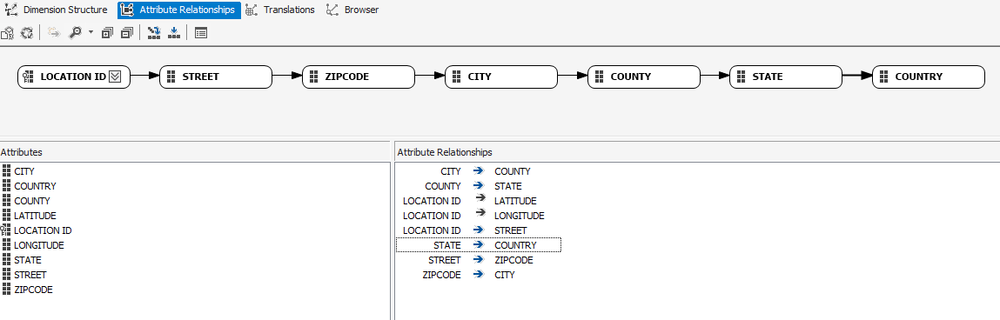 Dimension Structure Attribute Relationships Translations Browser
LOCATION ID STREET ZIPCODE CITY COUNTY STATE COUNTRY
Attributes
CITY
COUNTRY
COUNTY
LATITUDE
LOCATION ID
LONGITUDE
STATE
STREET
ZIPCODE
Attribute Relationships
CITY COUNTY
COUNTY STATE
LOCATION ID LATITUDE
LOCATION ID LONGITUDE
LOCATION ID STREET
STATE COUNTRY
STREET ZIPCODE
ZIPCODE CITY